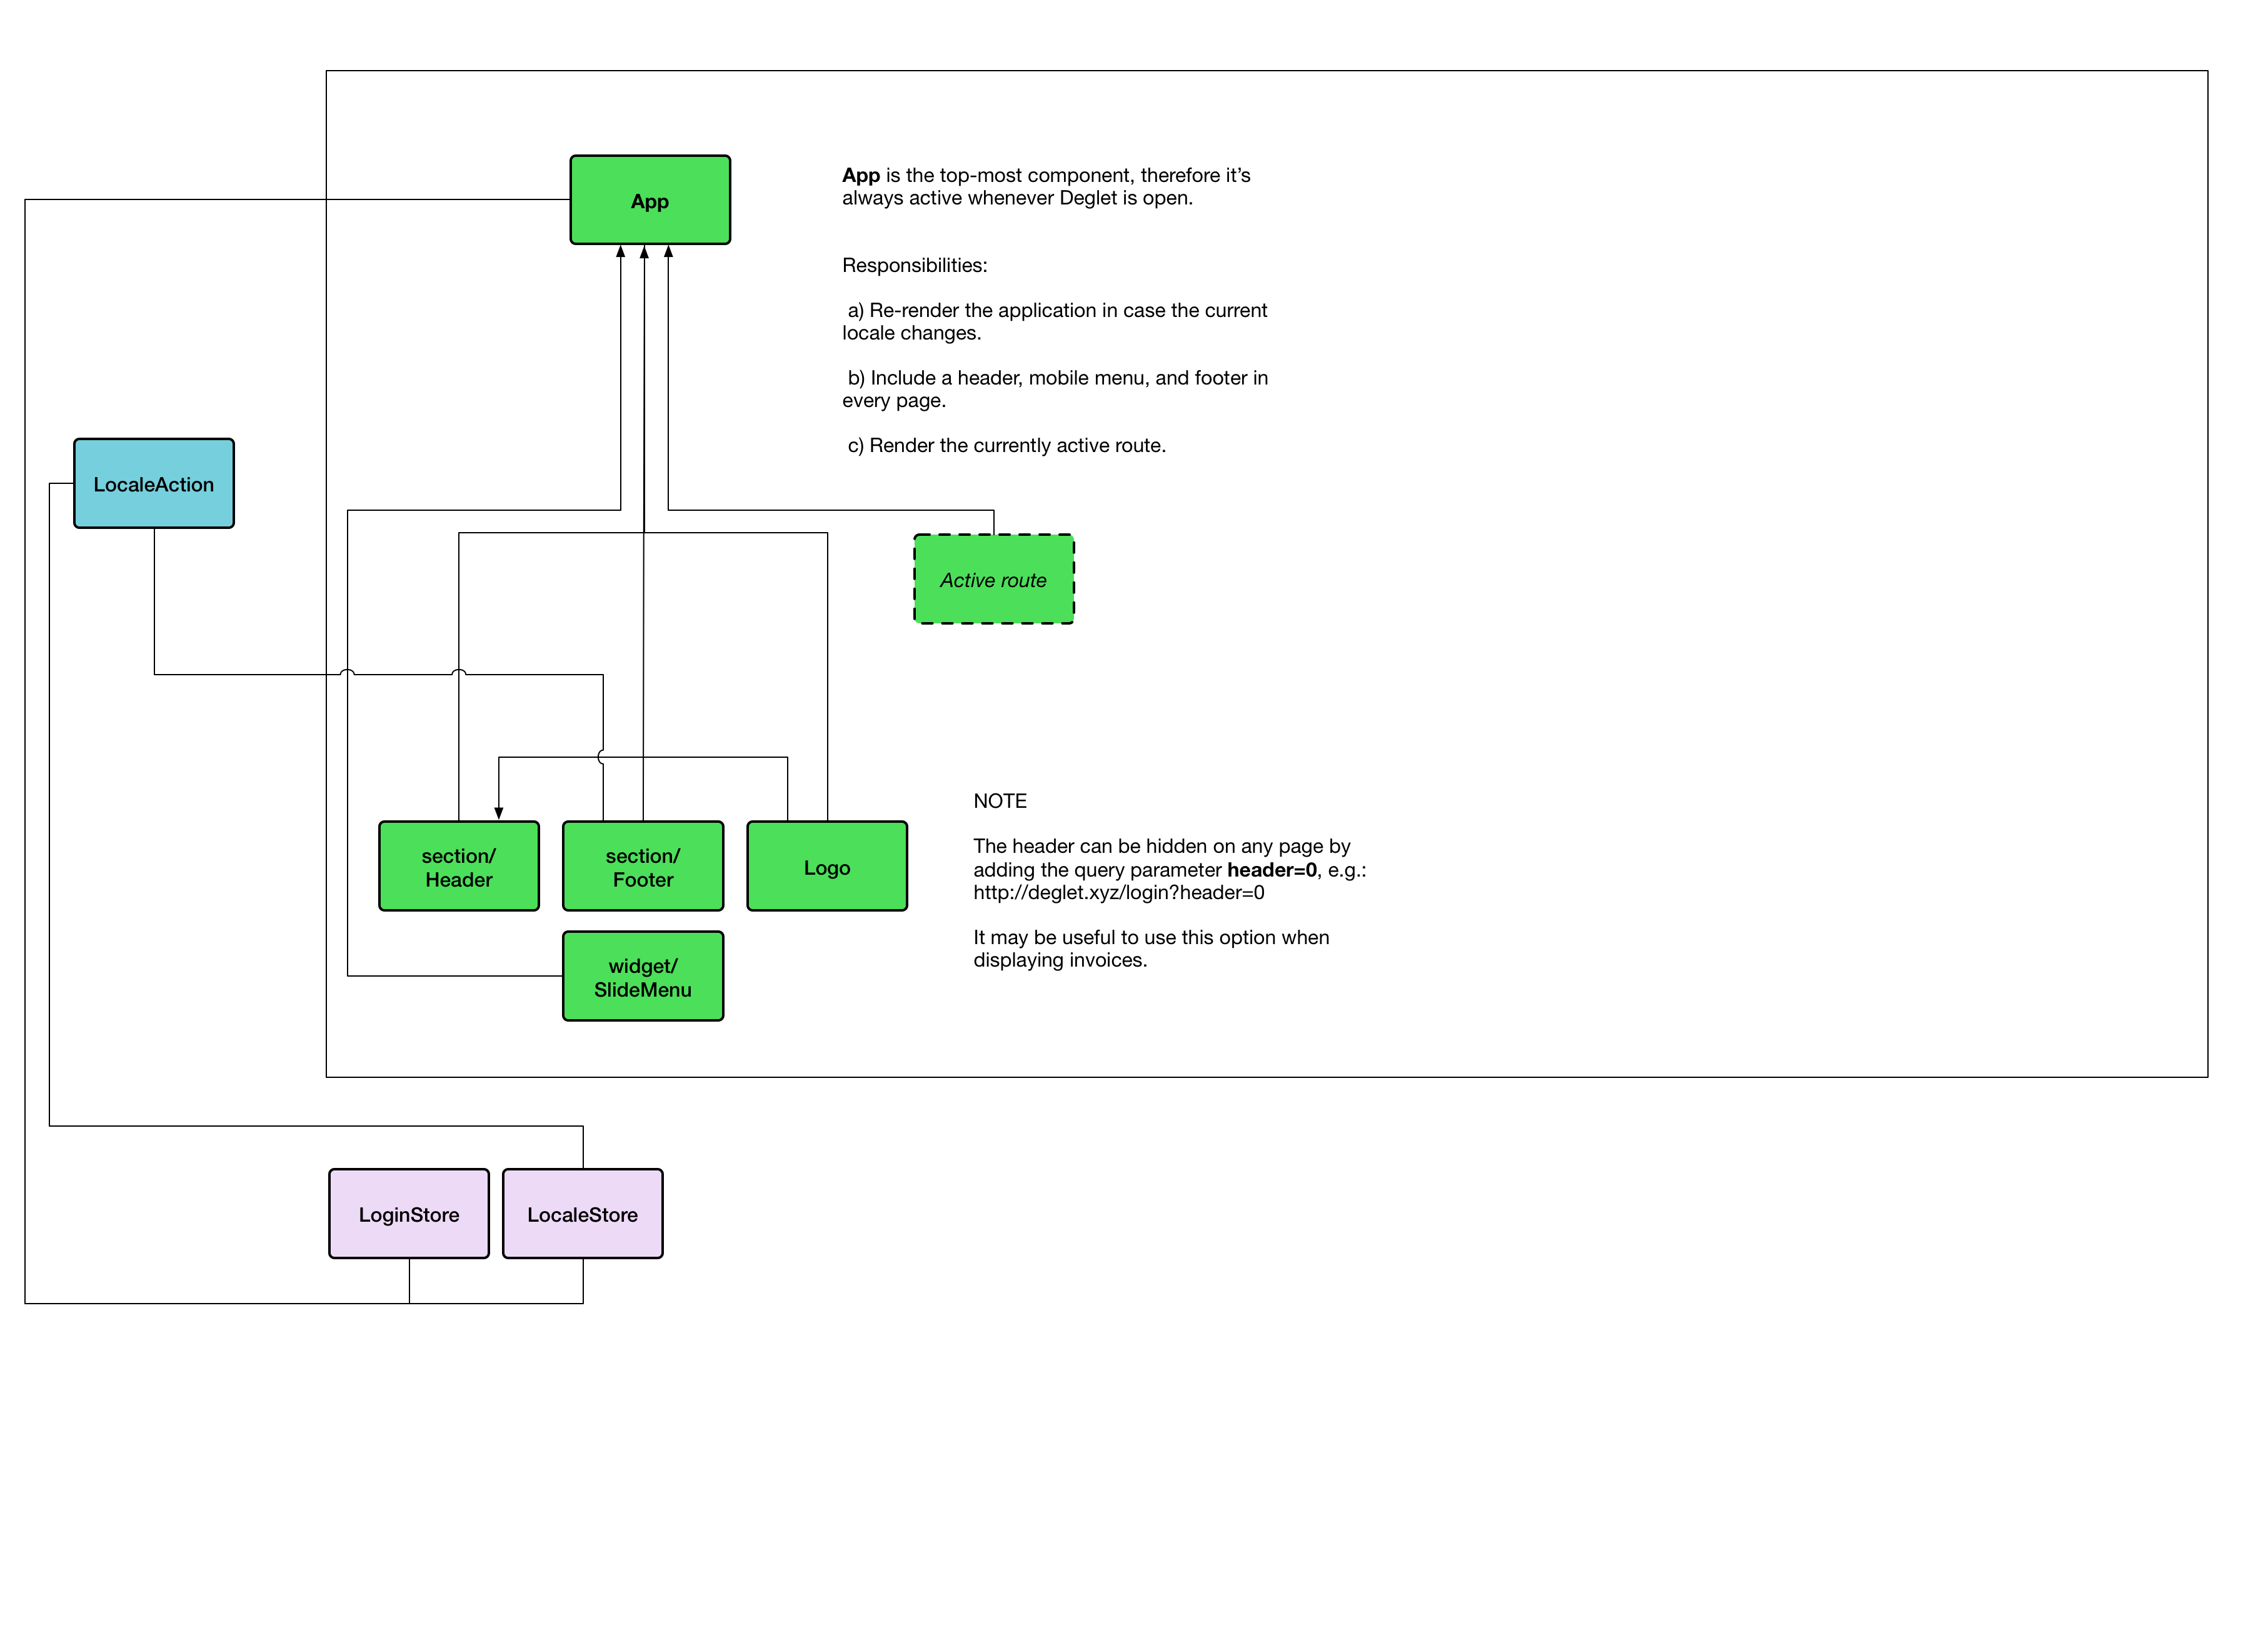 App
App is the top-most component, therefore it’s
always active whenever Deglet is open.
Responsibilities:
a) Re-render the application in case the current
locale changes.
b) Include a header, mobile menu, and footer in
every page.
c) Render the currently active route.
LocaleAction
Active route
section/
Header
section/
Footer
Logo
widget/
SlideMenu
NOTE
The header can be hidden on any page by
adding the query parameter header=0, e.g.:
http://deglet.xyz/login?header=0
It may be useful to use this option when
displaying invoices.
LoginStore
LocaleStore